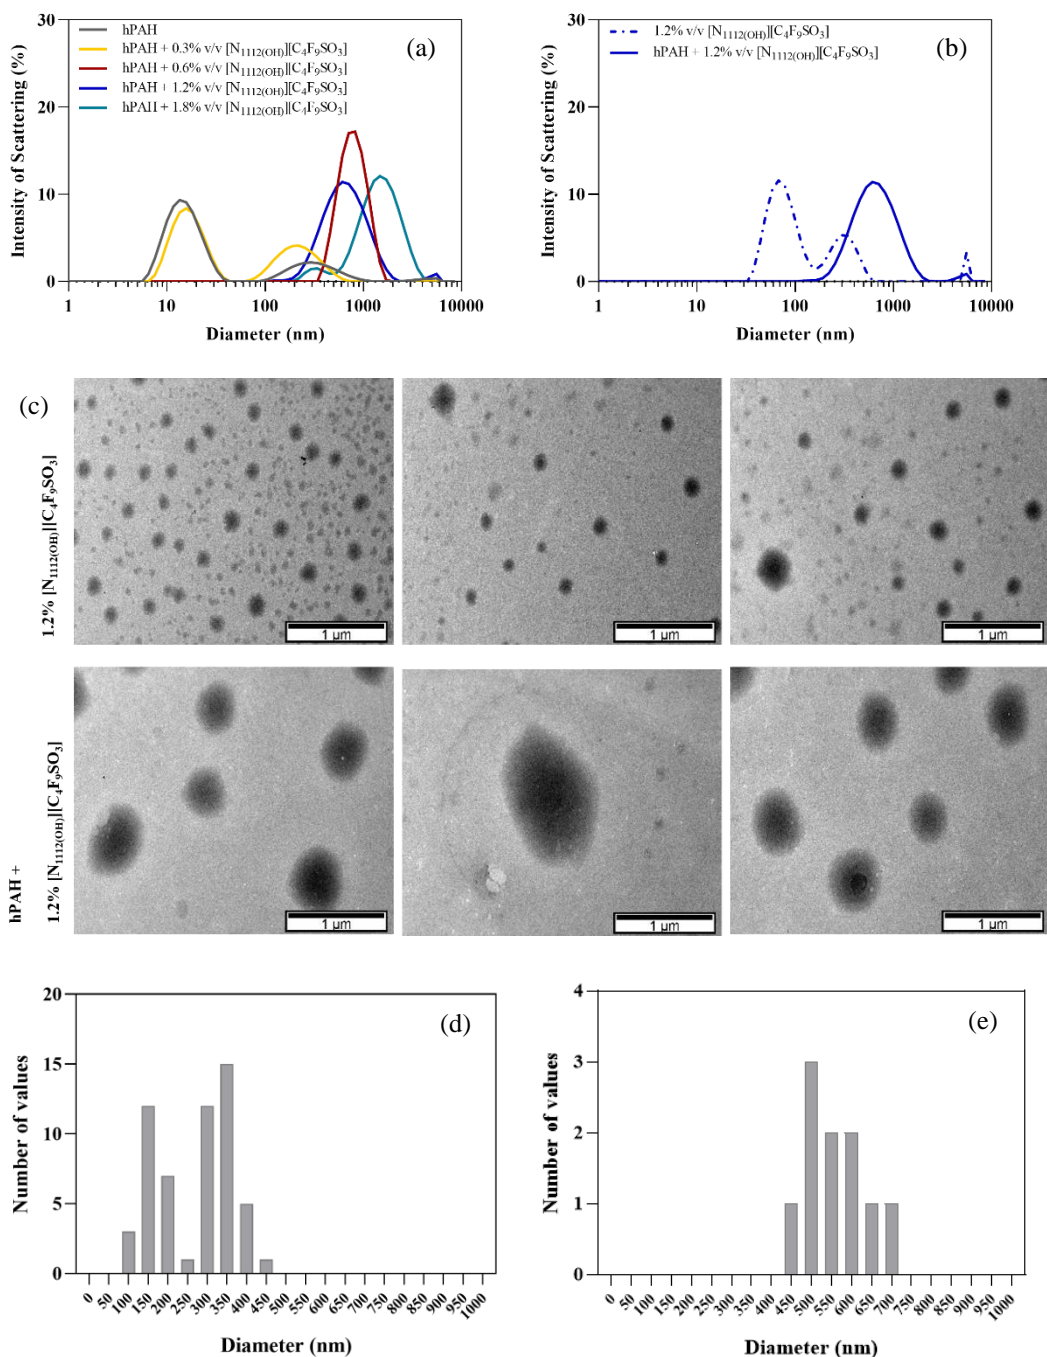 (a)
hPAH
hPAH + 0.3% v/v [N1112(OH)][C4F9SO3]
hPAH + 0.6% v/v [N1112(OH)][C4F9SO3]
hPAH + 1.2% v/v [N1112(OH)][C4F9SO3]
hPAH + 1.8% v/v [N1112(OH)][C4F9SO3]
Intensity of Scattering (%)
30
20
10
0
1 10 100 1000 10000
Diameter (nm)
(b)
1.2% v/v [N1112(OH)][C4F9SO3]
hPAH + 1.2% v/v [N1112(OH)][C4F9SO3]
Intensity of Scattering (%)
30
20
10
0
1 10 100 1000 10000
Diameter (nm)
(c)
1.2% [N1112(OH)][C4F9SO3]
1 µm
1 µm
1 µm
hPAH +
1.2% [N1112(OH)][C4F9SO3]
1 µm
1 µm
1 µm
(d)
Number of values
20
15
10
5
0
0 50 100 150 200 250 300 350 400 450 500 550 600 650 700 750 800 850 900 950 1000
Diameter (nm)
(e)
Number of values
4
3
2
1
0
0 50 100 150 200 250 300 350 400 450 500 550 600 650 700 750 800 850 900 950 1000
Diameter (nm)